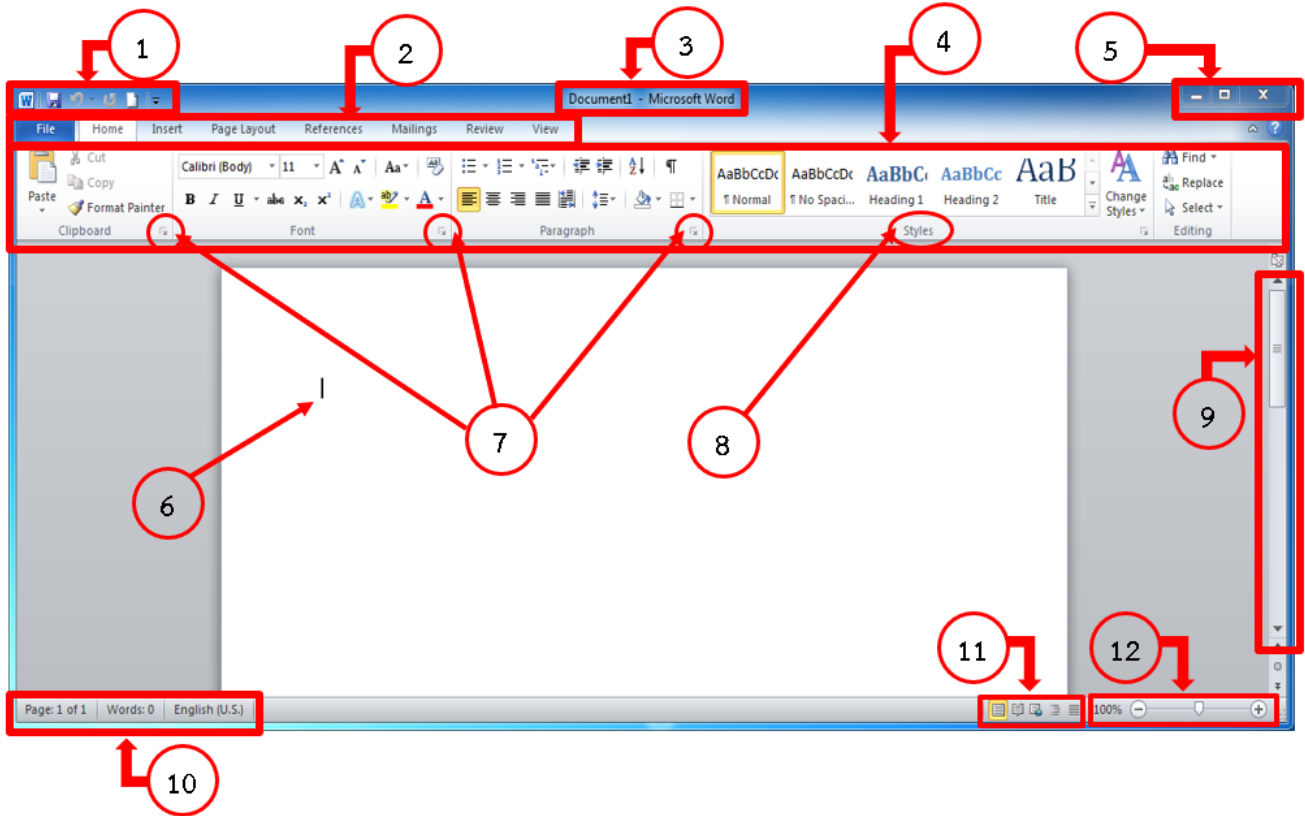 1 2 3 4 5
W Document1 - Microsoft Word
File Home Insert Page Layout References Mailings Review View
Cut Calibri (Body) 11 A A Aa Find
Copy AaBbCcDc AaBbCcDc AaBbC AaBbCc AaB A Replace
Paste Format Painter B I U abc x₂ x² A ab A ¶ Normal ¶ No Spaci... Heading 1 Heading 2 Title Change Styles Select
Clipboard Font Paragraph Styles Editing
6
7
8
9
11 12
Page: 1 of 1 Words: 0 English (U.S.) 100%
10